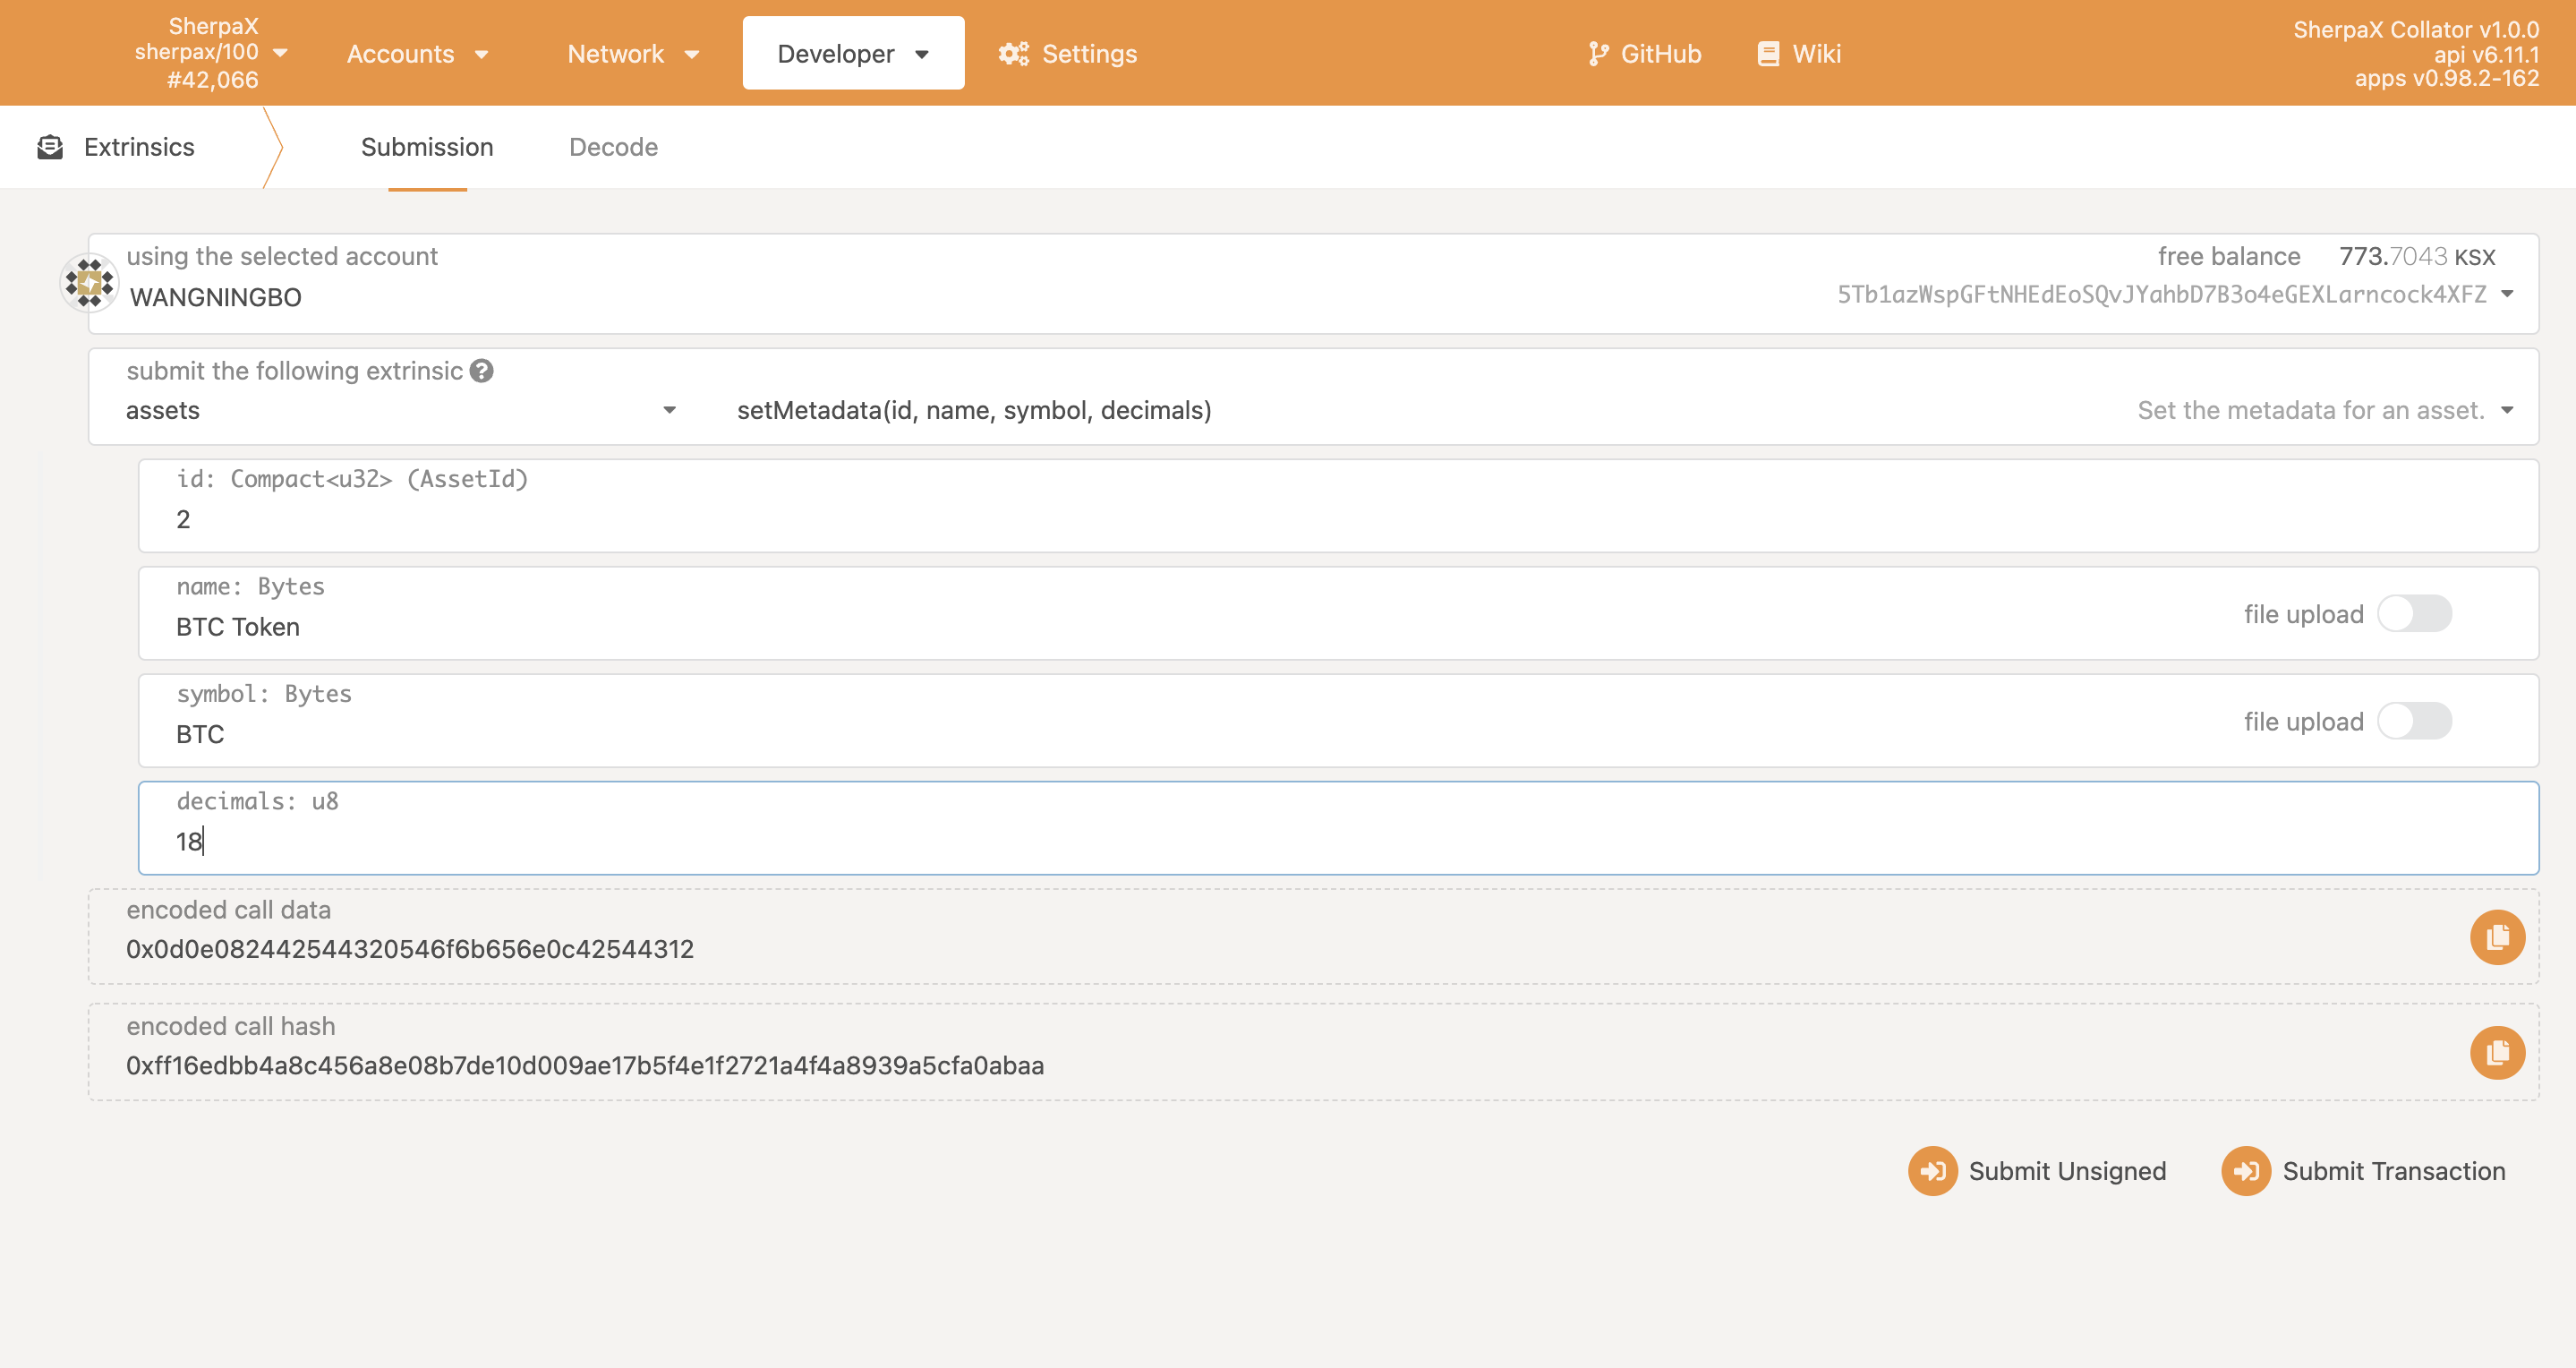 SherpaX
sherpax/100
#42,066
Accounts
Network
Developer
Settings
GitHub
Wiki
SherpaX Collator v1.0.0
api v6.11.1
apps v0.98.2-162
Extrinsics
Submission
Decode
using the selected account
WANGNINGBO
free balance 773.7043 KSX
5Tb1azWspGFtNHEdEoSQvJYahbD7B3o4eGEXLarncock4XFZ
submit the following extrinsic
assets
setMetadata(id, name, symbol, decimals)
Set the metadata for an asset.
id: Compact<u32> (AssetId)
2
name: Bytes
BTC Token
file upload
symbol: Bytes
BTC
file upload
decimals: u8
18
encoded call data
0x0d0e082442544320546f6b656e0c42544312
encoded call hash
0xff16edbb4a8c456a8e08b7de10d009ae17b5f4e1f2721a4f4a8939a5cfa0abaa
Submit Unsigned
Submit Transaction